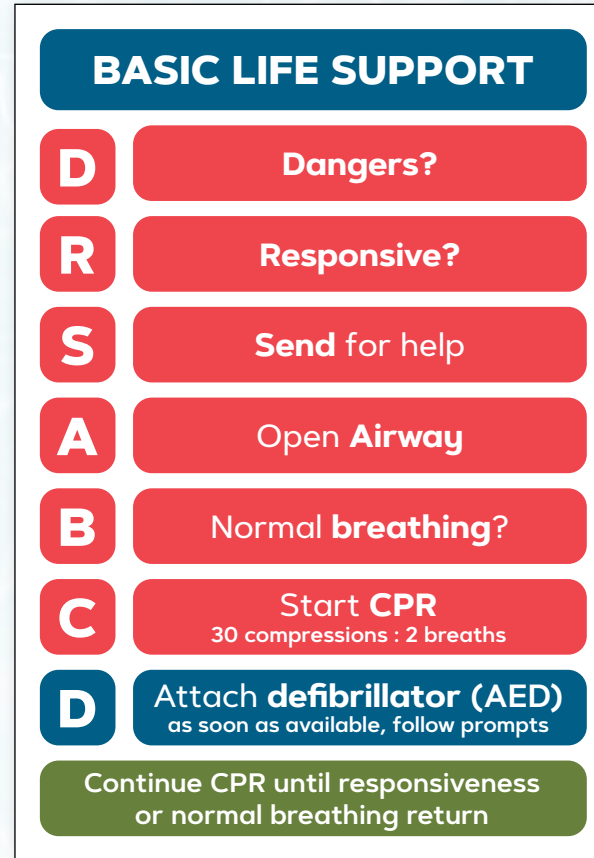 BASIC LIFE SUPPORT
D Dangers?
R Responsive?
S Send for help
A Open Airway
B Normal breathing?
C Start CPR
30 compressions : 2 breaths
D Attach defibrillator (AED)
as soon as available, follow prompts
Continue CPR until responsiveness
or normal breathing return